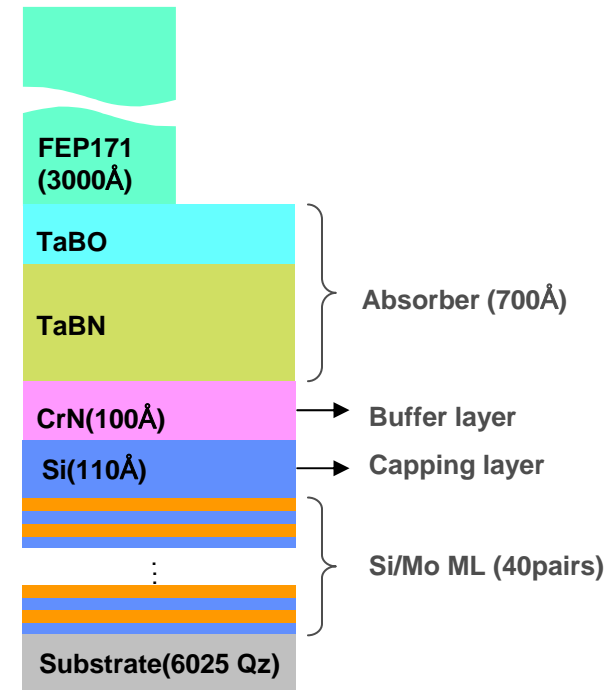 FEP171
(3000Å)
TaBO
TaBN
Absorber (700Å)
CrN(100Å)
Buffer layer
Si(110Å)
Capping layer
Si/Mo ML (40pairs)
⋮
Substrate(6025 Qz)